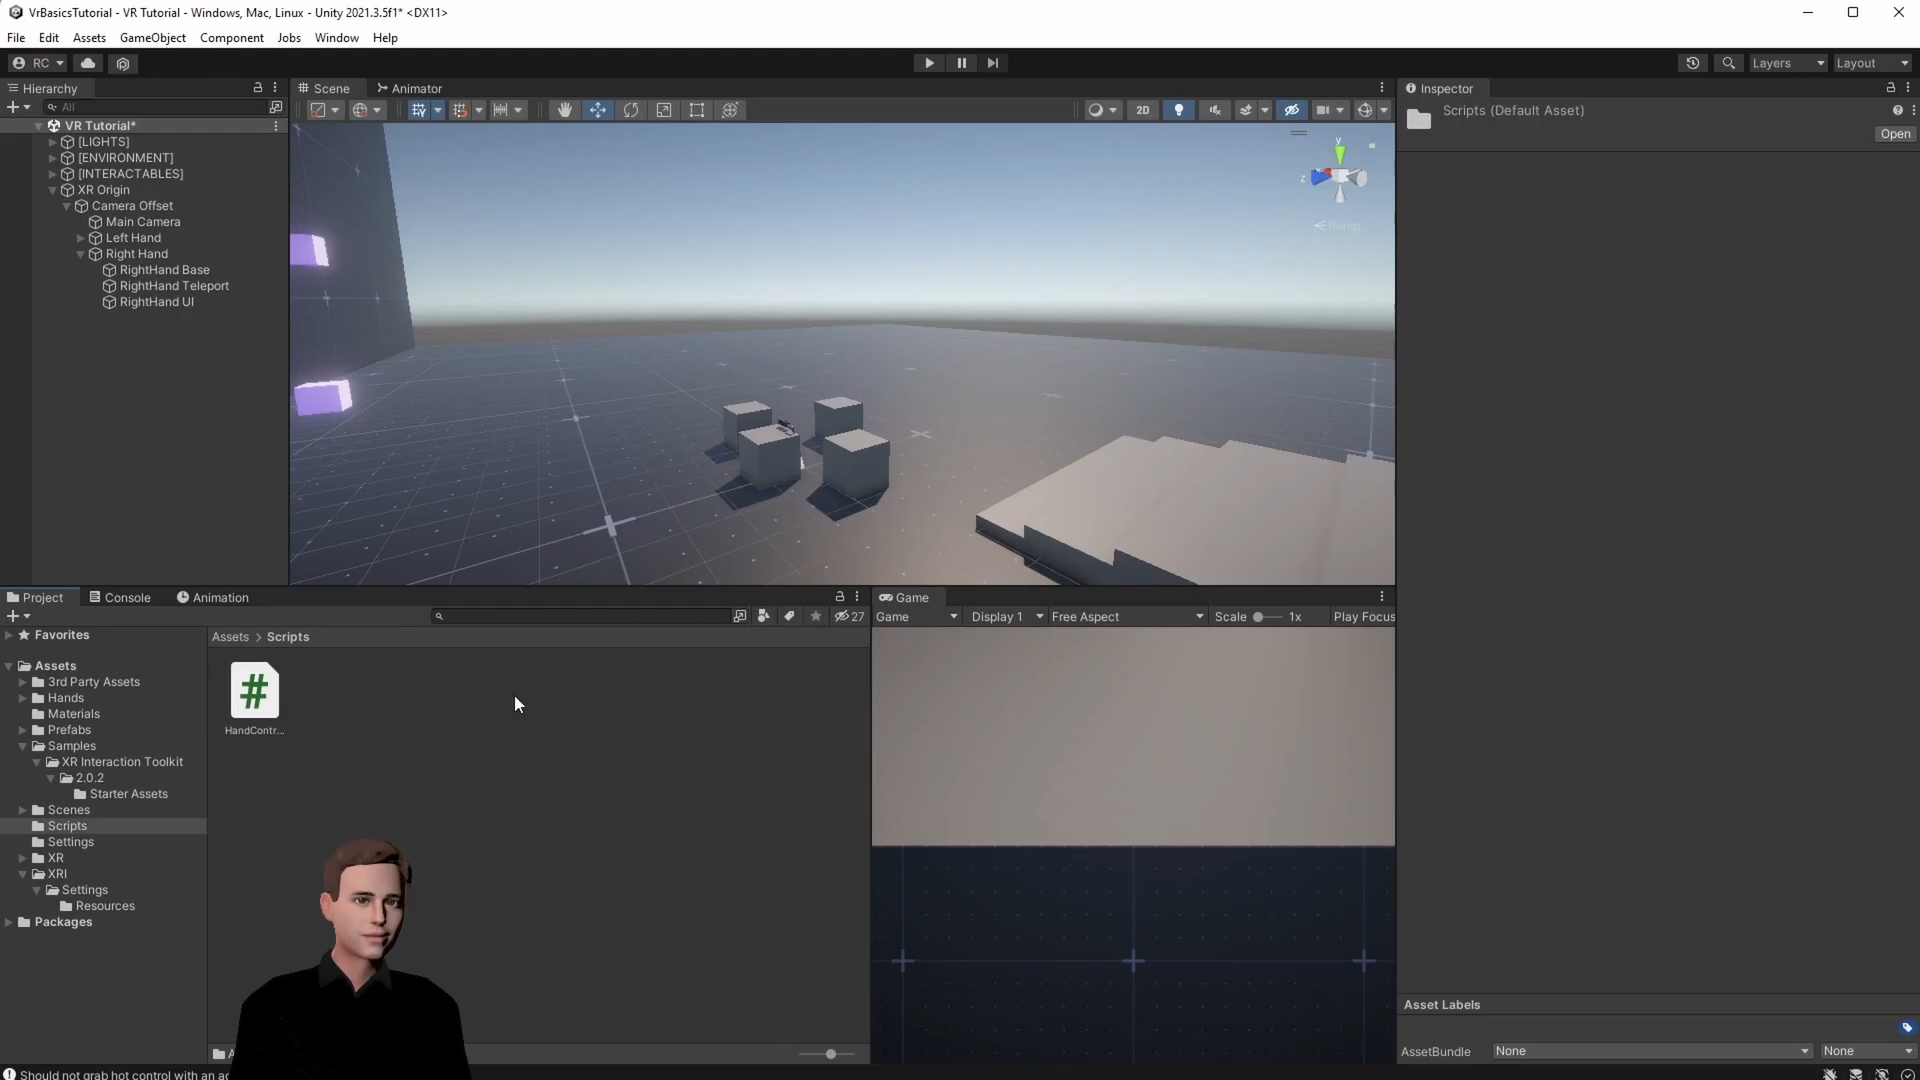 VrBasicsTutorial - VR Tutorial - Windows, Mac, Linux - Unity 2021.3.5f1* <DX11>
File Edit Assets GameObject Component Jobs Window Help
RC Layers Layout
Hierarchy
All
VR Tutorial*
[LIGHTS]
[ENVIRONMENT]
[INTERACTABLES]
XR Origin
Camera Offset
Main Camera
Left Hand
Right Hand
RightHand Base
RightHand Teleport
RightHand UI
Scene Animator
2D
y
z
Persp
Inspector
Scripts (Default Asset)
Open
Project Console Animation
27
Favorites
Assets
3rd Party Assets
Hands
Materials
Prefabs
Samples
XR Interaction Toolkit
2.0.2
Starter Assets
Scenes
Scripts
Settings
XR
XRI
Settings
Resources
Packages
Assets > Scripts
#
HandContr...
Game
Game Display 1 Free Aspect Scale 1x Play Focus
Asset Labels
AssetBundle None None
Should not grab hot control with an